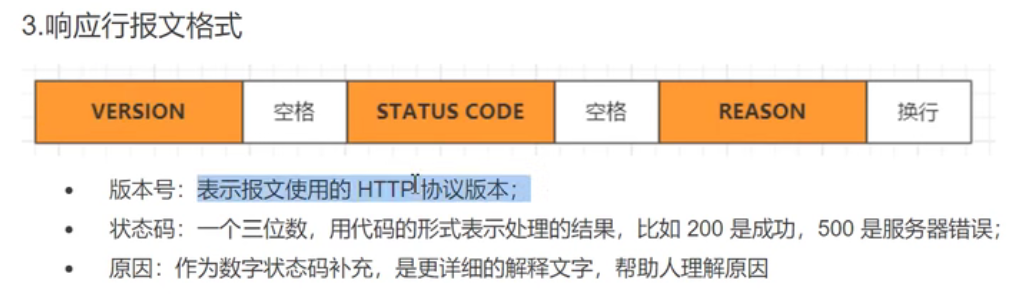 3.响应行报文格式
VERSION 空格 STATUS CODE 空格 REASON 换行
• 版本号：表示报文使用的 HTTP 协议版本；
• 状态码：一个三位数，用代码的形式表示处理的结果，比如 200 是成功，500 是服务器错误；
• 原因：作为数字状态码补充，是更详细的解释文字，帮助人理解原因